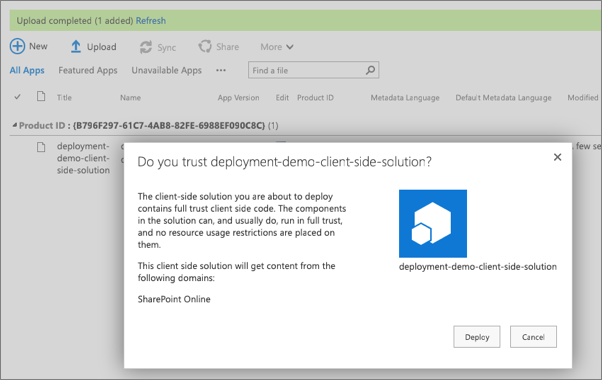 Upload completed (1 added) Refresh
New Upload Sync Share More
All Apps Featured Apps Unavailable Apps ... Find a file
Title Name App Version Edit Product ID Metadata Language Default Metadata Language Modified
Product ID : {B796F297-61C7-4AB8-82FE-6988EF090C8C} (1)
deployment-
demo-client-
side-solution
few se
Do you trust deployment-demo-client-side-solution?
The client-side solution you are about to deploy
contains full trust client side code. The components
in the solution can, and usually do, run in full trust,
and no resource usage restrictions are placed on
them.
This client side solution will get content from the
following domains:
SharePoint Online
deployment-demo-client-side-solution
Deploy Cancel